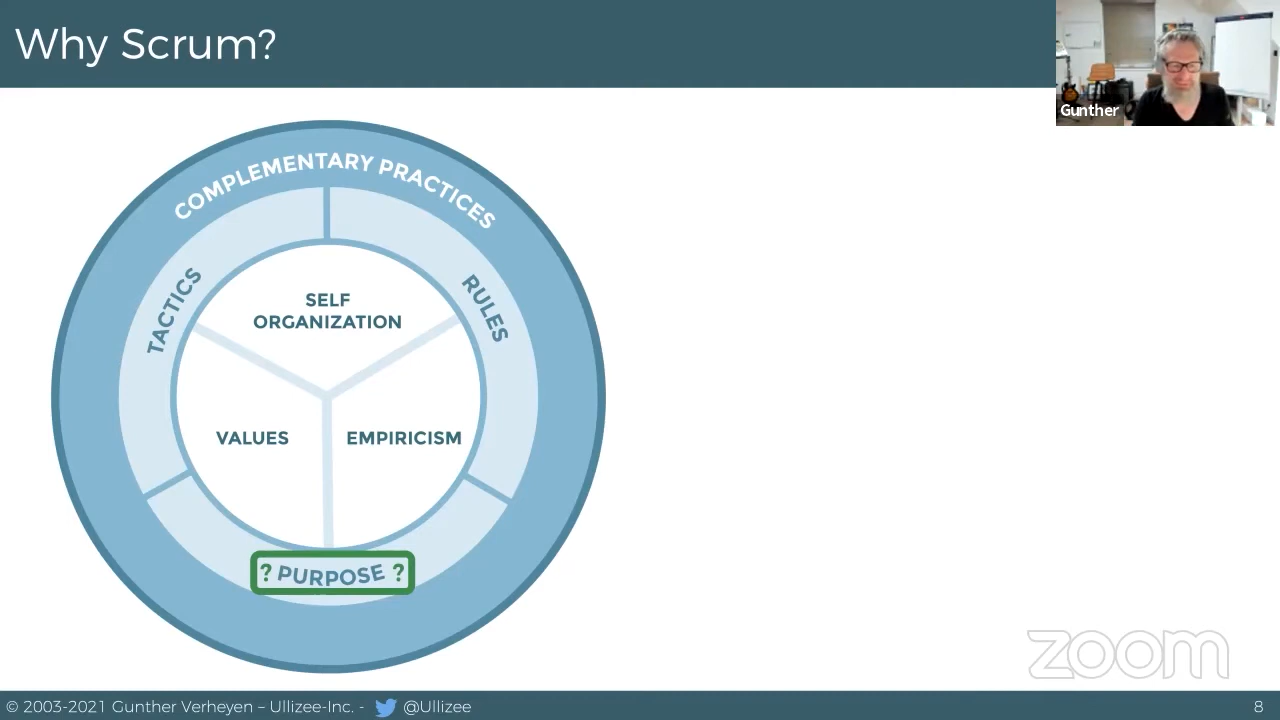 Why Scrum?
Gunther
COMPLEMENTARY PRACTICES
TACTICS
RULES
SELF
ORGANIZATION
VALUES
EMPIRICISM
? PURPOSE ?
zoom
© 2003-2021 Gunther Verheyen – Ullizee-Inc. - @Ullizee
8